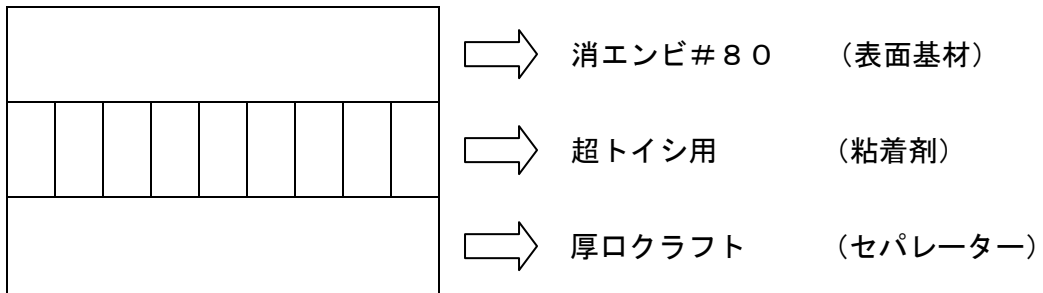 消エンビ＃８０　（表面基材）
超トイシ用　（粘着剤）
厚口クラフト　（セパレーター）